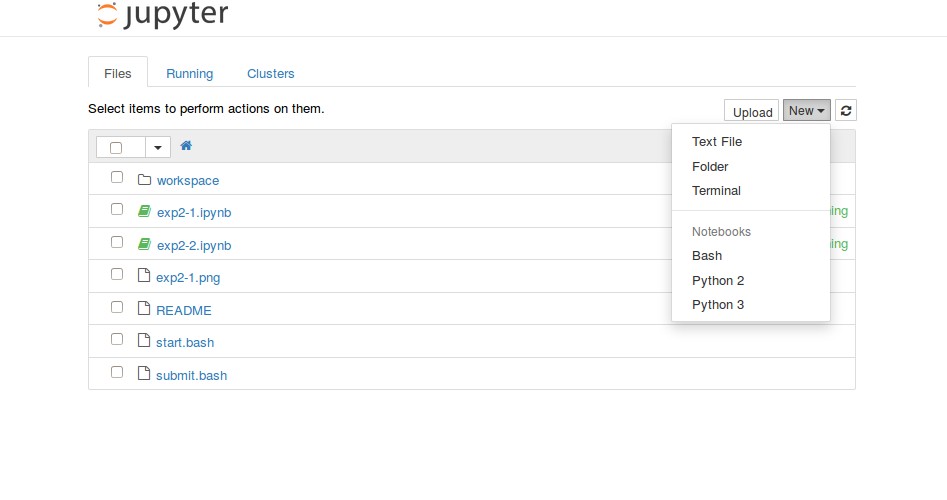 jupyter
Files Running Clusters
Select items to perform actions on them.
Upload New
Text File
Folder
Terminal
Notebooks
Bash
Python 2
Python 3
workspace
exp2-1.ipynb
exp2-2.ipynb
exp2-1.png
README
start.bash
submit.bash